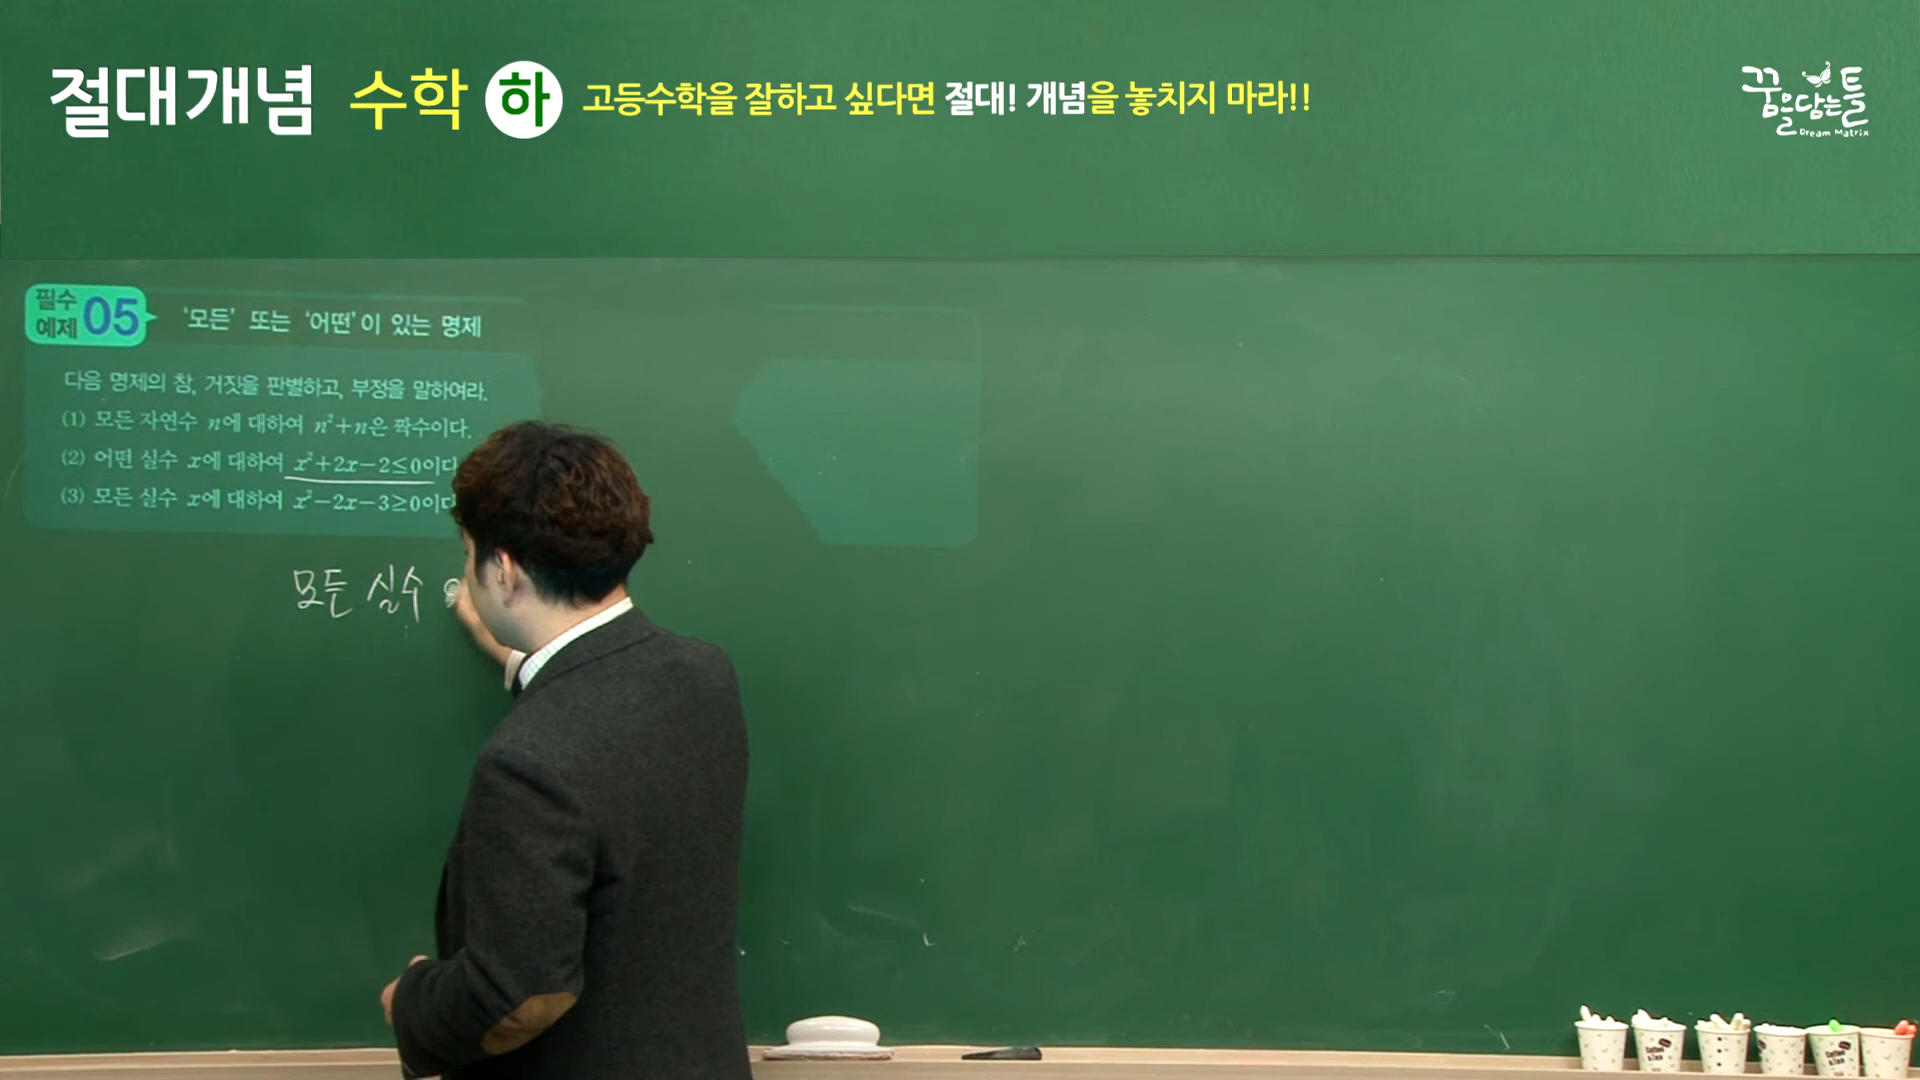 절대개념 수학 하 고등수학을 잘하고 싶다면 절대! 개념을 놓치지 마라!!
꿈을담는틀
Dream Matrix
필수 예제 05 '모든' 또는 '어떤'이 있는 명제
다음 명제의 참, 거짓을 판별하고, 부정을 말하여라.
(1) 모든 자연수 n에 대하여 n²+n은 짝수이다.
(2) 어떤 실수 x에 대하여 x²+2x−2≤0이다
(3) 모든 실수 x에 대하여 x²−2x−3≥0이다
모든 실수